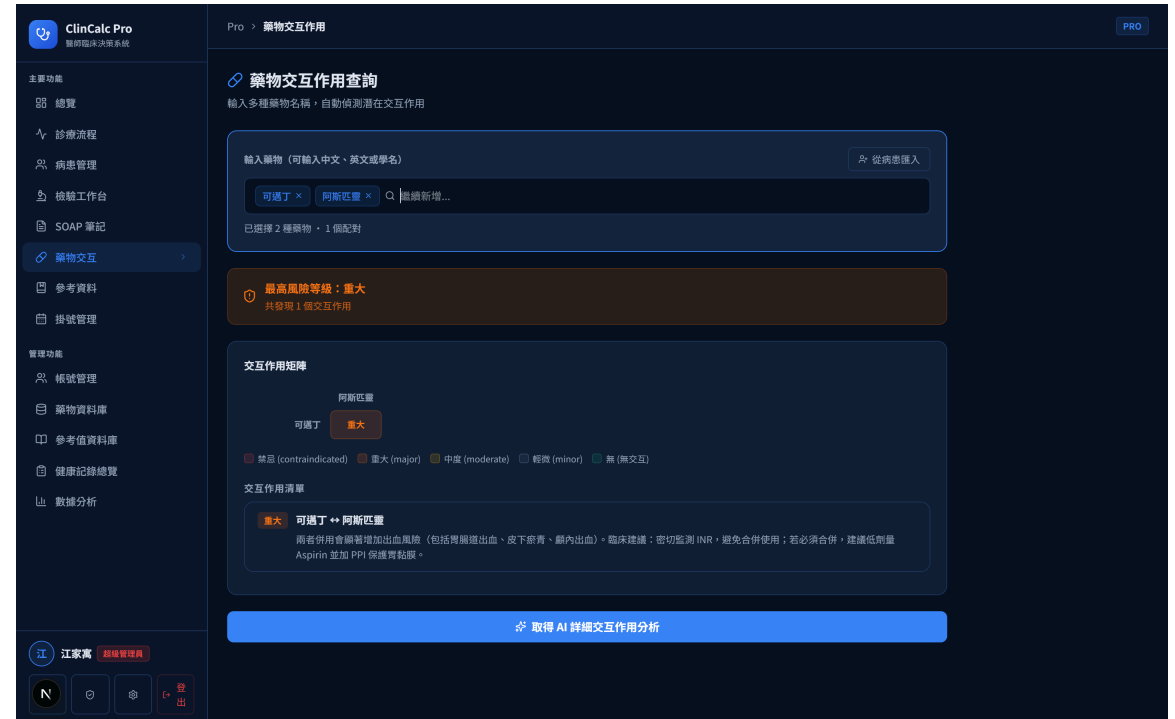 ClinCalc Pro
醫師臨床決策系統
主要功能
總覽
診療流程
病患管理
檢驗工作台
SOAP 筆記
藥物交互
參考資料
掛號管理
管理功能
帳號管理
藥物資料庫
參考值資料庫
健康記錄總覽
數據分析
江
江家寓
超級管理員
N
登出
Pro > 藥物交互作用
PRO
藥物交互作用查詢
輸入多種藥物名稱，自動偵測潛在交互作用
輸入藥物（可輸入中文、英文或學名）
從病患匯入
可邁丁 × 阿斯匹靈 × 繼續新增...
已選擇 2 種藥物 • 1 個配對
最高風險等級：重大
共發現 1 個交互作用
交互作用矩陣
阿斯匹靈
可邁丁 重大
禁忌 (contraindicated) 重大 (major) 中度 (moderate) 輕微 (minor) 無 (無交互)
交互作用清單
重大 可邁丁 ↔ 阿斯匹靈
兩者併用會顯著增加出血風險（包括胃腸道出血、皮下瘀青、顱內出血）。臨床建議：密切監測 INR，避免合併使用；若必須合併，建議低劑量
Aspirin 並加 PPI 保護胃黏膜。
取得 AI 詳細交互作用分析